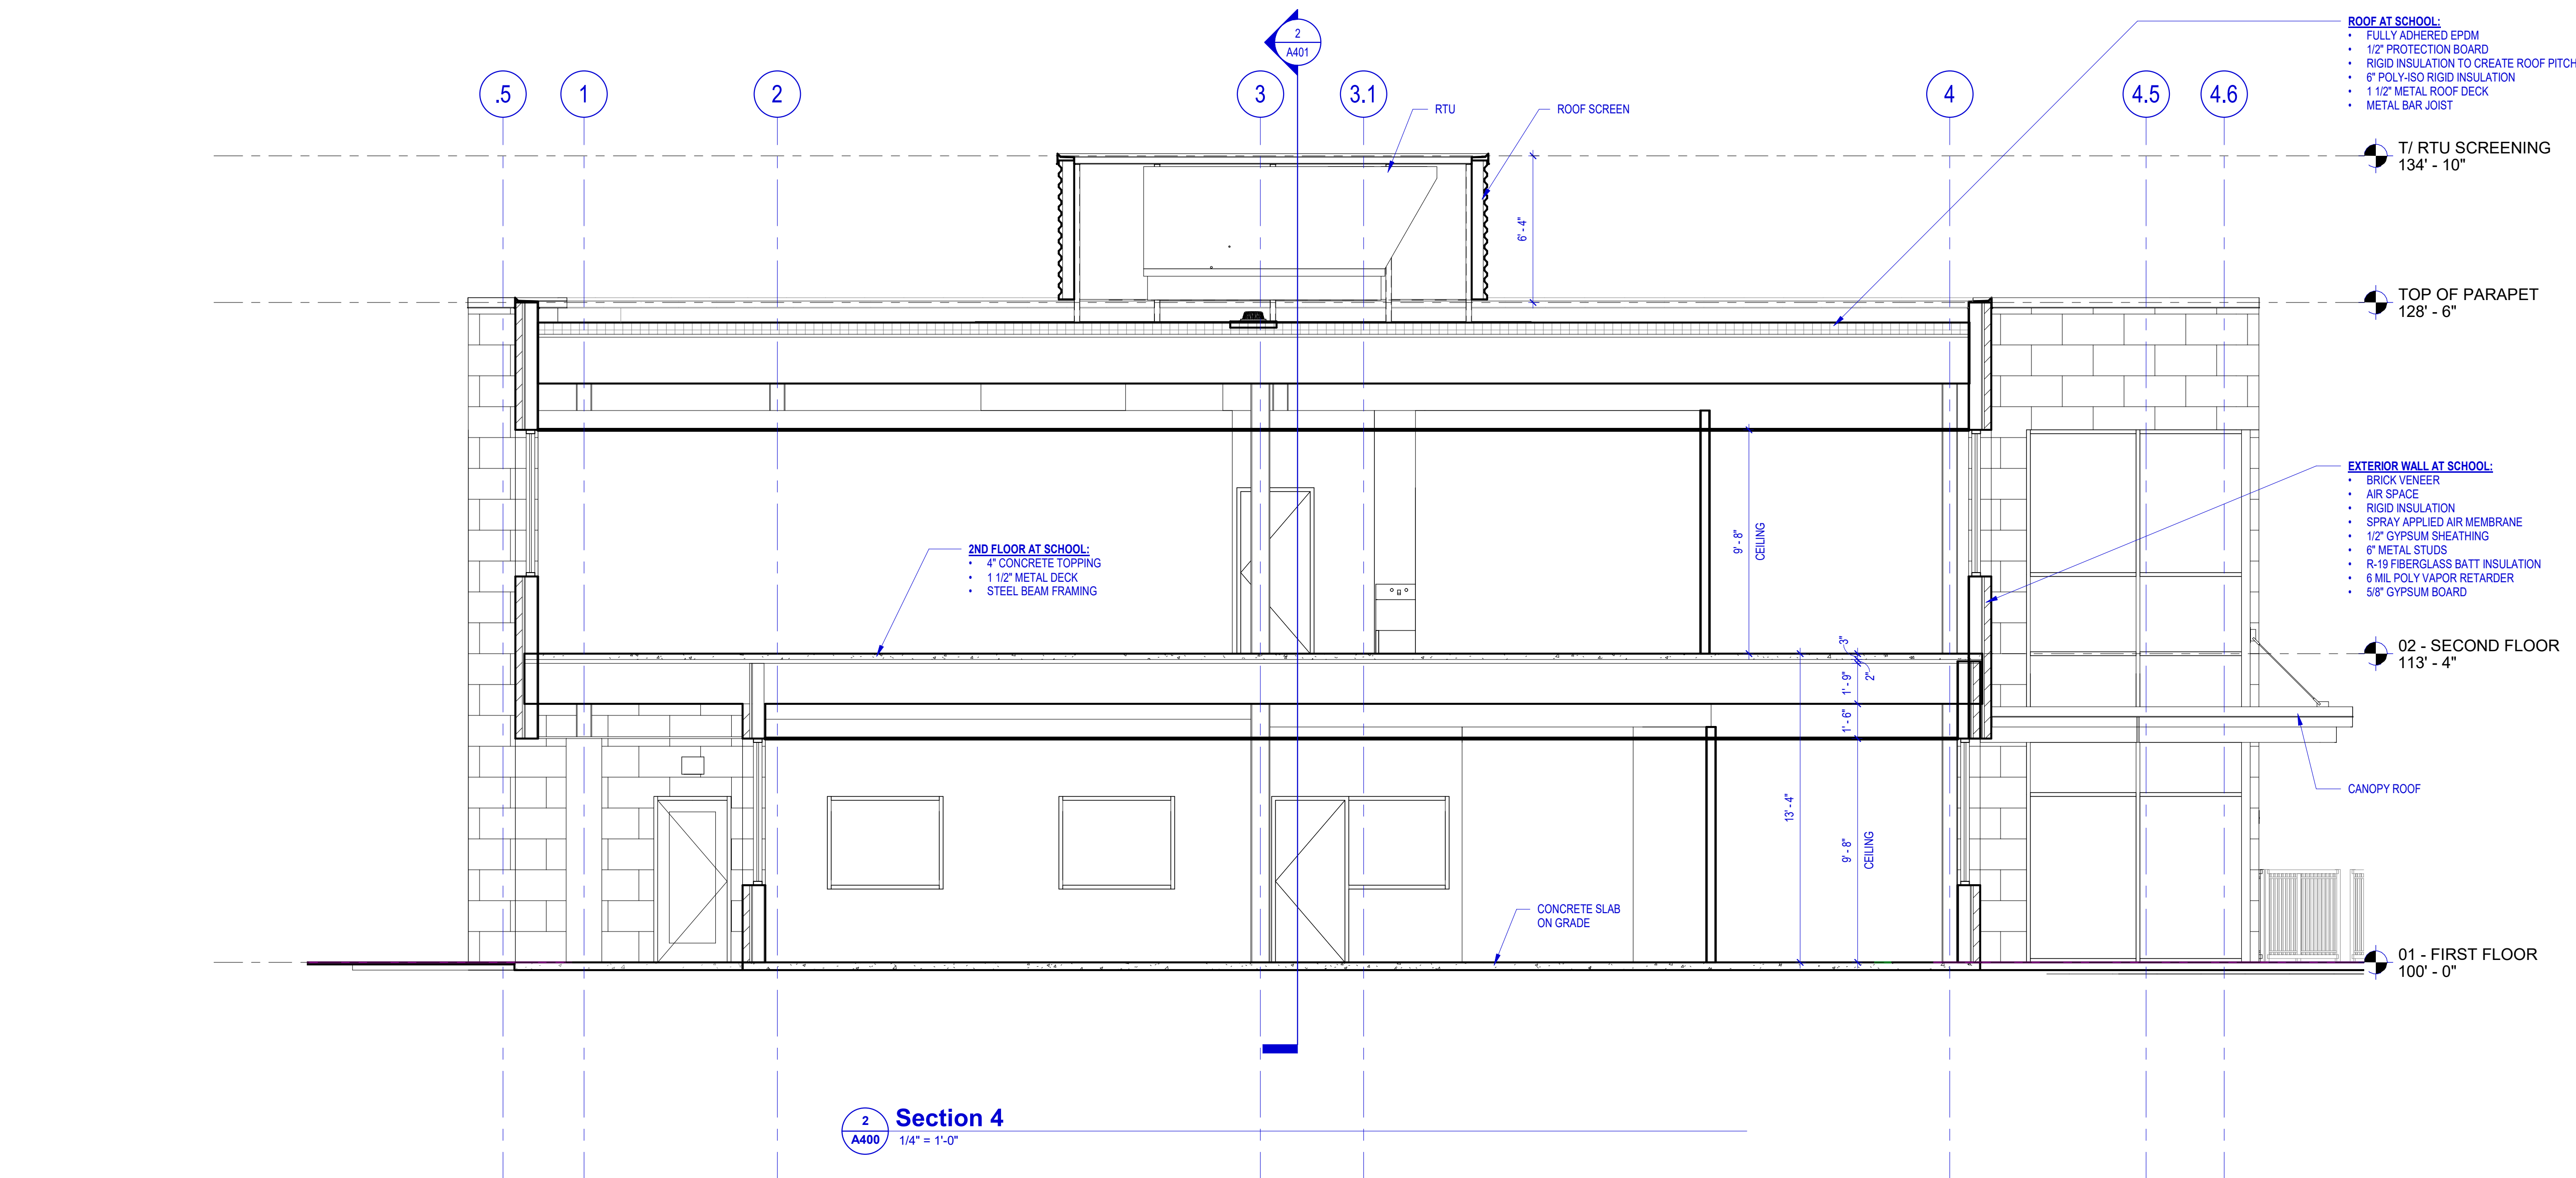 2
A401
.5
1
2
3
3.1
4
4.5
4.6
RTU
ROOF SCREEN
ROOF AT SCHOOL:
• FULLY ADHERED EPDM
• 1/2" PROTECTION BOARD
• RIGID INSULATION TO CREATE ROOF PITCH
• 6" POLY-ISO RIGID INSULATION
• 1 1/2" METAL ROOF DECK
• METAL BAR JOIST
T/ RTU SCREENING
134' - 10"
6' - 4"
TOP OF PARAPET
128' - 6"
EXTERIOR WALL AT SCHOOL:
• BRICK VENEER
• AIR SPACE
• RIGID INSULATION
• SPRAY APPLIED AIR MEMBRANE
• 1/2" GYPSUM SHEATHING
• 6" METAL STUDS
• R-19 FIBERGLASS BATT INSULATION
• 6 MIL POLY VAPOR RETARDER
• 5/8" GYPSUM BOARD
9' - 8"
CEILING
2ND FLOOR AT SCHOOL:
• 4" CONCRETE TOPPING
• 1 1/2" METAL DECK
• STEEL BEAM FRAMING
3"
2"
1' - 9"
1' - 6"
02 - SECOND FLOOR
113' - 4"
CANOPY ROOF
13' - 4"
9' - 8"
CEILING
CONCRETE SLAB
ON GRADE
01 - FIRST FLOOR
100' - 0"
2
A400
Section 4
1/4" = 1'-0"